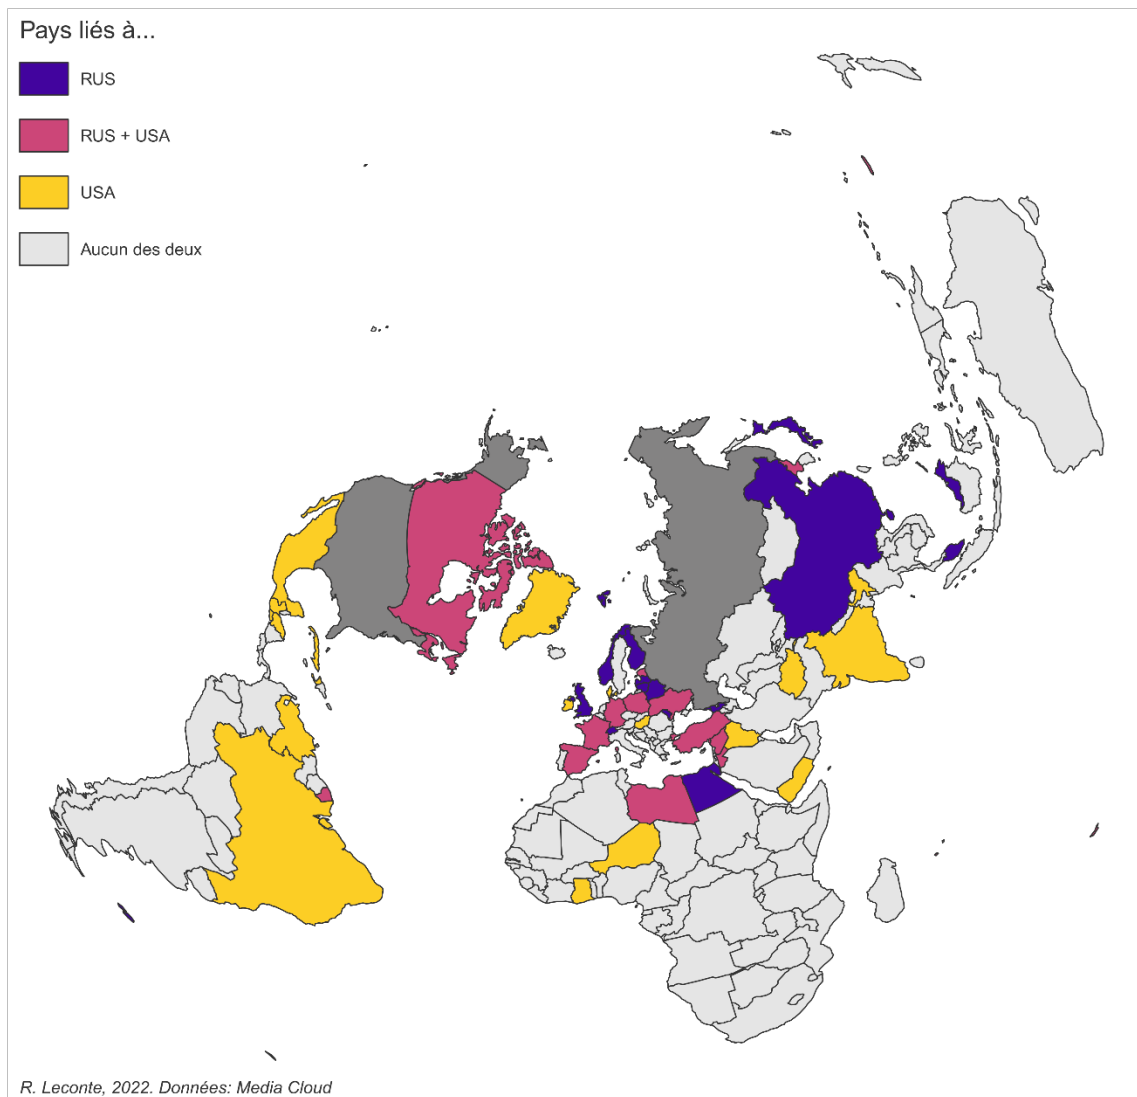 Pays liés à...
RUS
RUS + USA
USA
Aucun des deux
R. Leconte, 2022. Données: Media Cloud